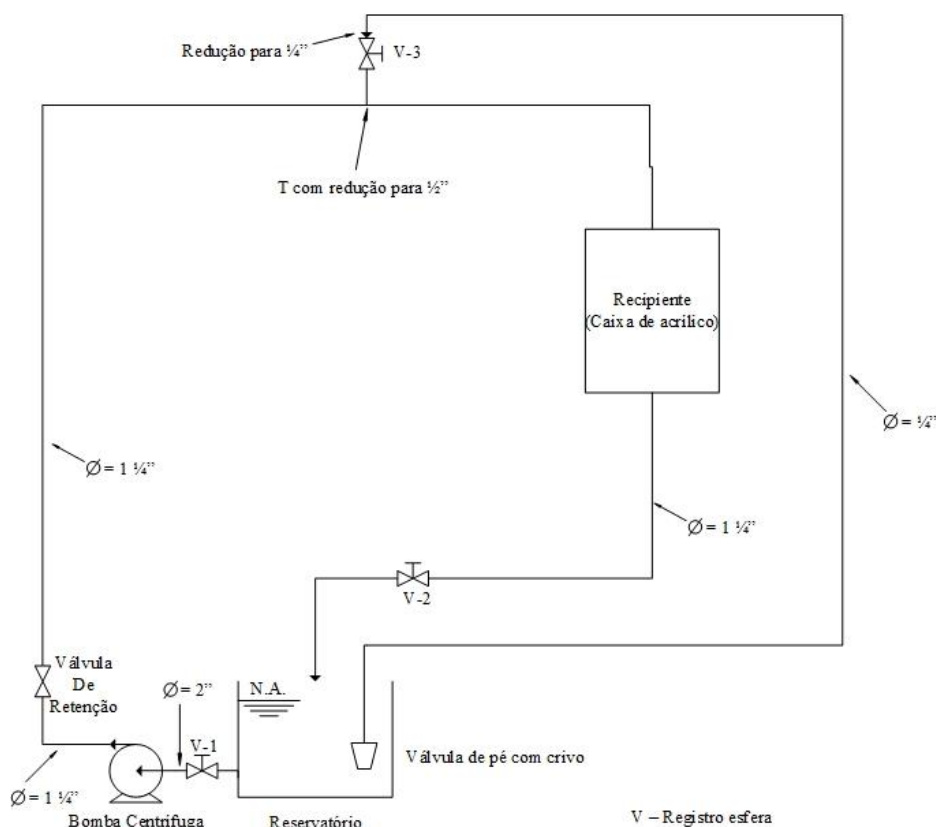 Redução para ¼”
V-3
T com redução para ½”
Recipiente
(Caixa de acrilico)
Ø= ¼”
Ø= 1 ¼”
Ø= 1 ¼”
V-2
Válvula
De
Retenção
Ø= 2”
N.A.
V-1
Válvula de pé com crivo
Ø= 1 ¼”
Bomba Centrifuga
Reservatório
V – Registro esfera